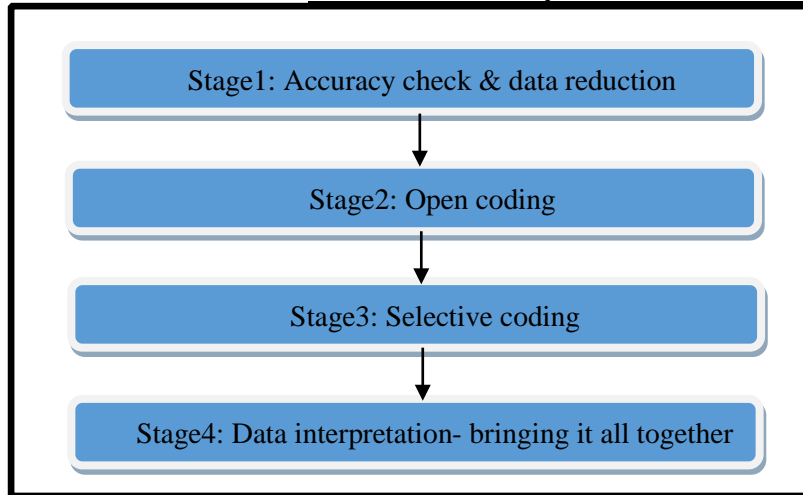 Stage1: Accuracy check & data reduction
Stage2: Open coding
Stage3: Selective coding
Stage4: Data interpretation- bringing it all together